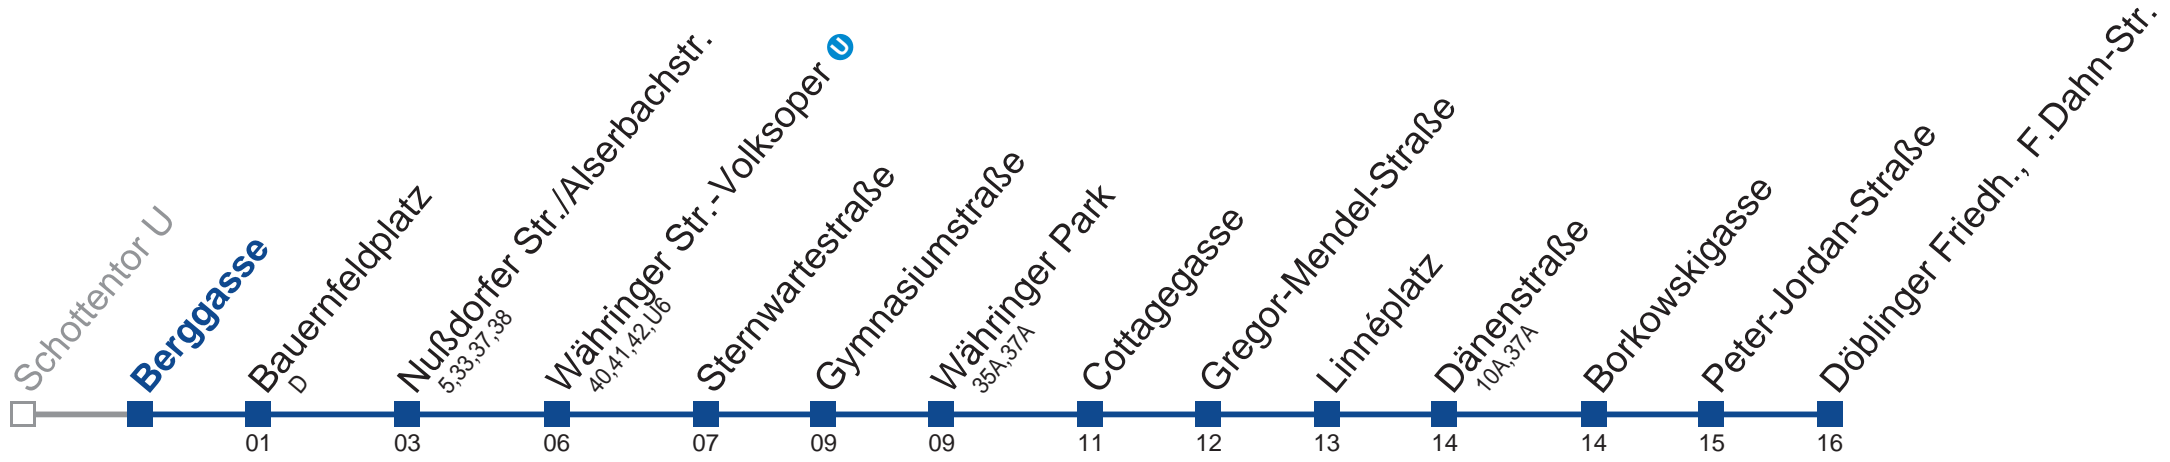 Schottentor U
Berggasse
Bauernfeldplatz
D
Nußdorfer Str./Alserbachstr.
5,33,37,38
Währinger Str.-Volksoper U
40,41,42,U6
Sternwartestraße
Gymnasiumstraße
Währinger Park
35A,37A
Cottagegasse
Gregor-Mendel-Straße
Linnéplatz
Dänenstraße
10A,37A
Borkowskigasse
Peter-Jordan-Straße
Döblinger Friedh., F.Dahn-Str.
01 03 06 07 09 09 11 12 13 14 14 15 16